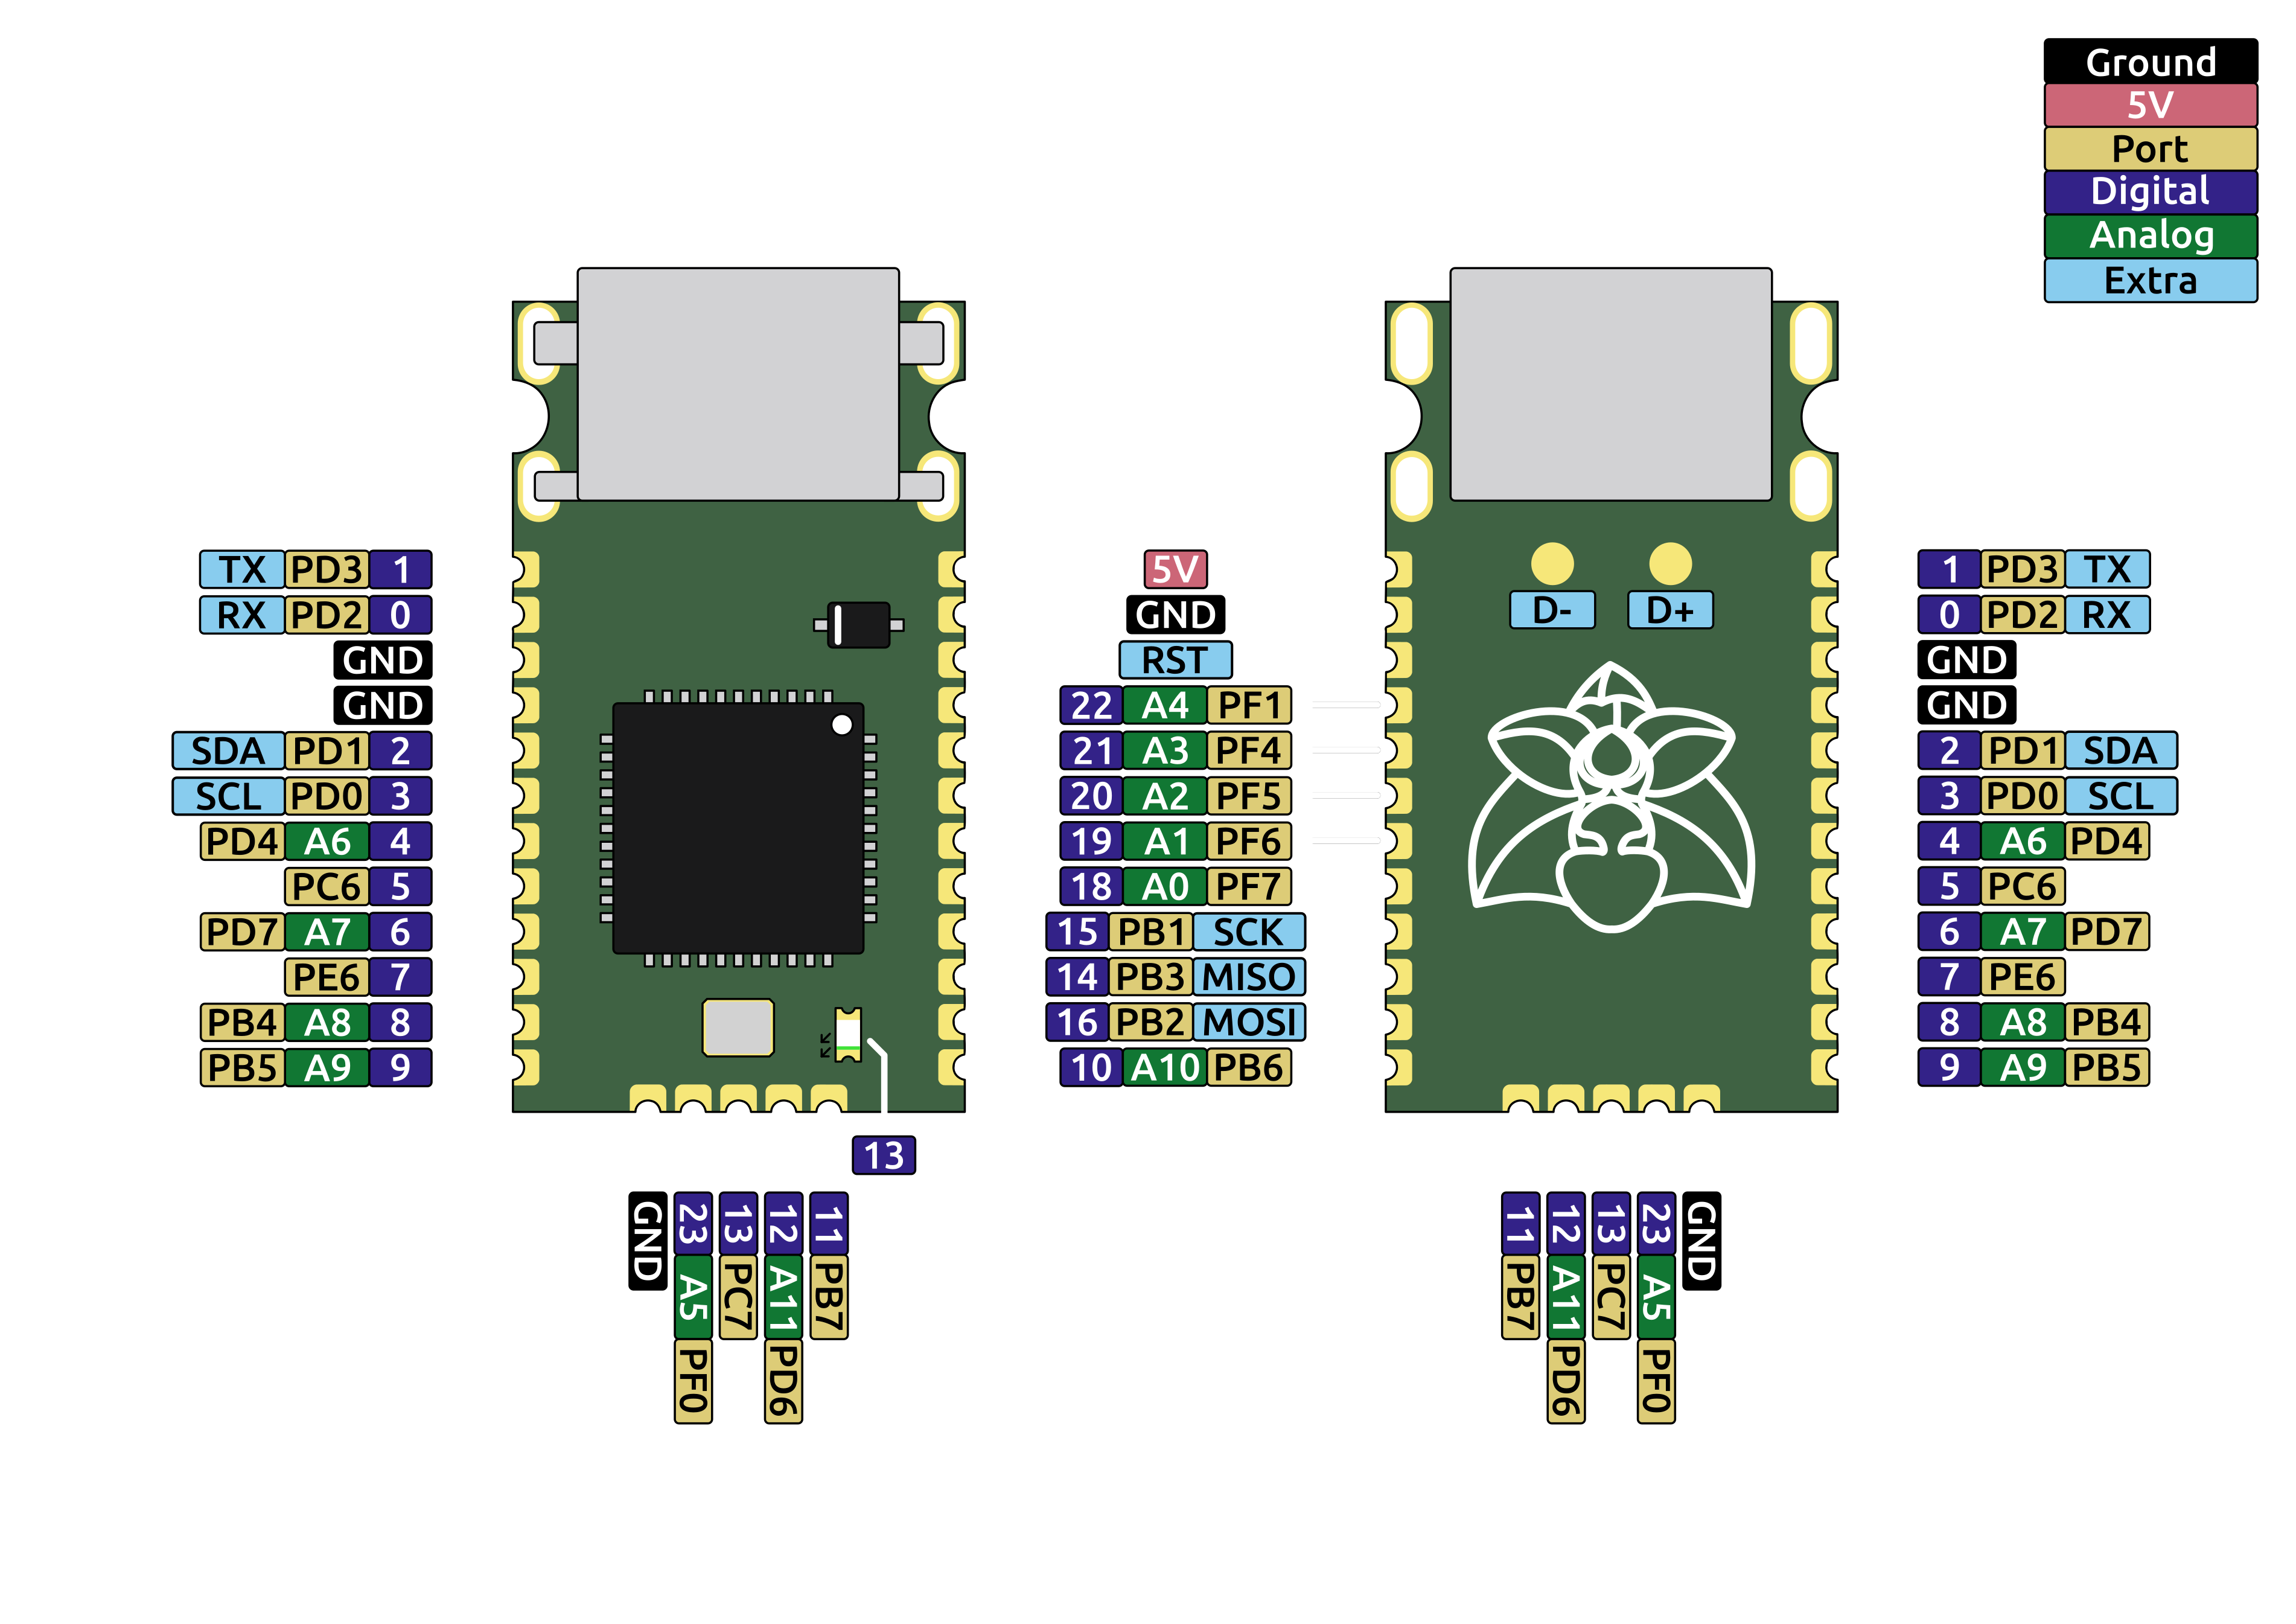 Ground
5V
Port
Digital
Analog
Extra
TX PD3 1
RX PD2 0
GND
GND
SDA PD1 2
SCL PD0 3
PD4 A6 4
PC6 5
PD7 A7 6
PE6 7
PB4 A8 8
PB5 A9 9
5V
GND
RST
22 A4 PF1
21 A3 PF4
20 A2 PF5
19 A1 PF6
18 A0 PF7
15 PB1 SCK
14 PB3 MISO
16 PB2 MOSI
10 A10 PB6
D- D+
1 PD3 TX
0 PD2 RX
GND
GND
2 PD1 SDA
3 PD0 SCL
4 A6 PD4
5 PC6
6 A7 PD7
7 PE6
8 A8 PB4
9 A9 PB5
13
GND
23 A5 PF0
13 PC7
12 A11 PD6
11 PB7
11 PB7
12 A11 PD6
13 PC7
23 A5 PF0
GND